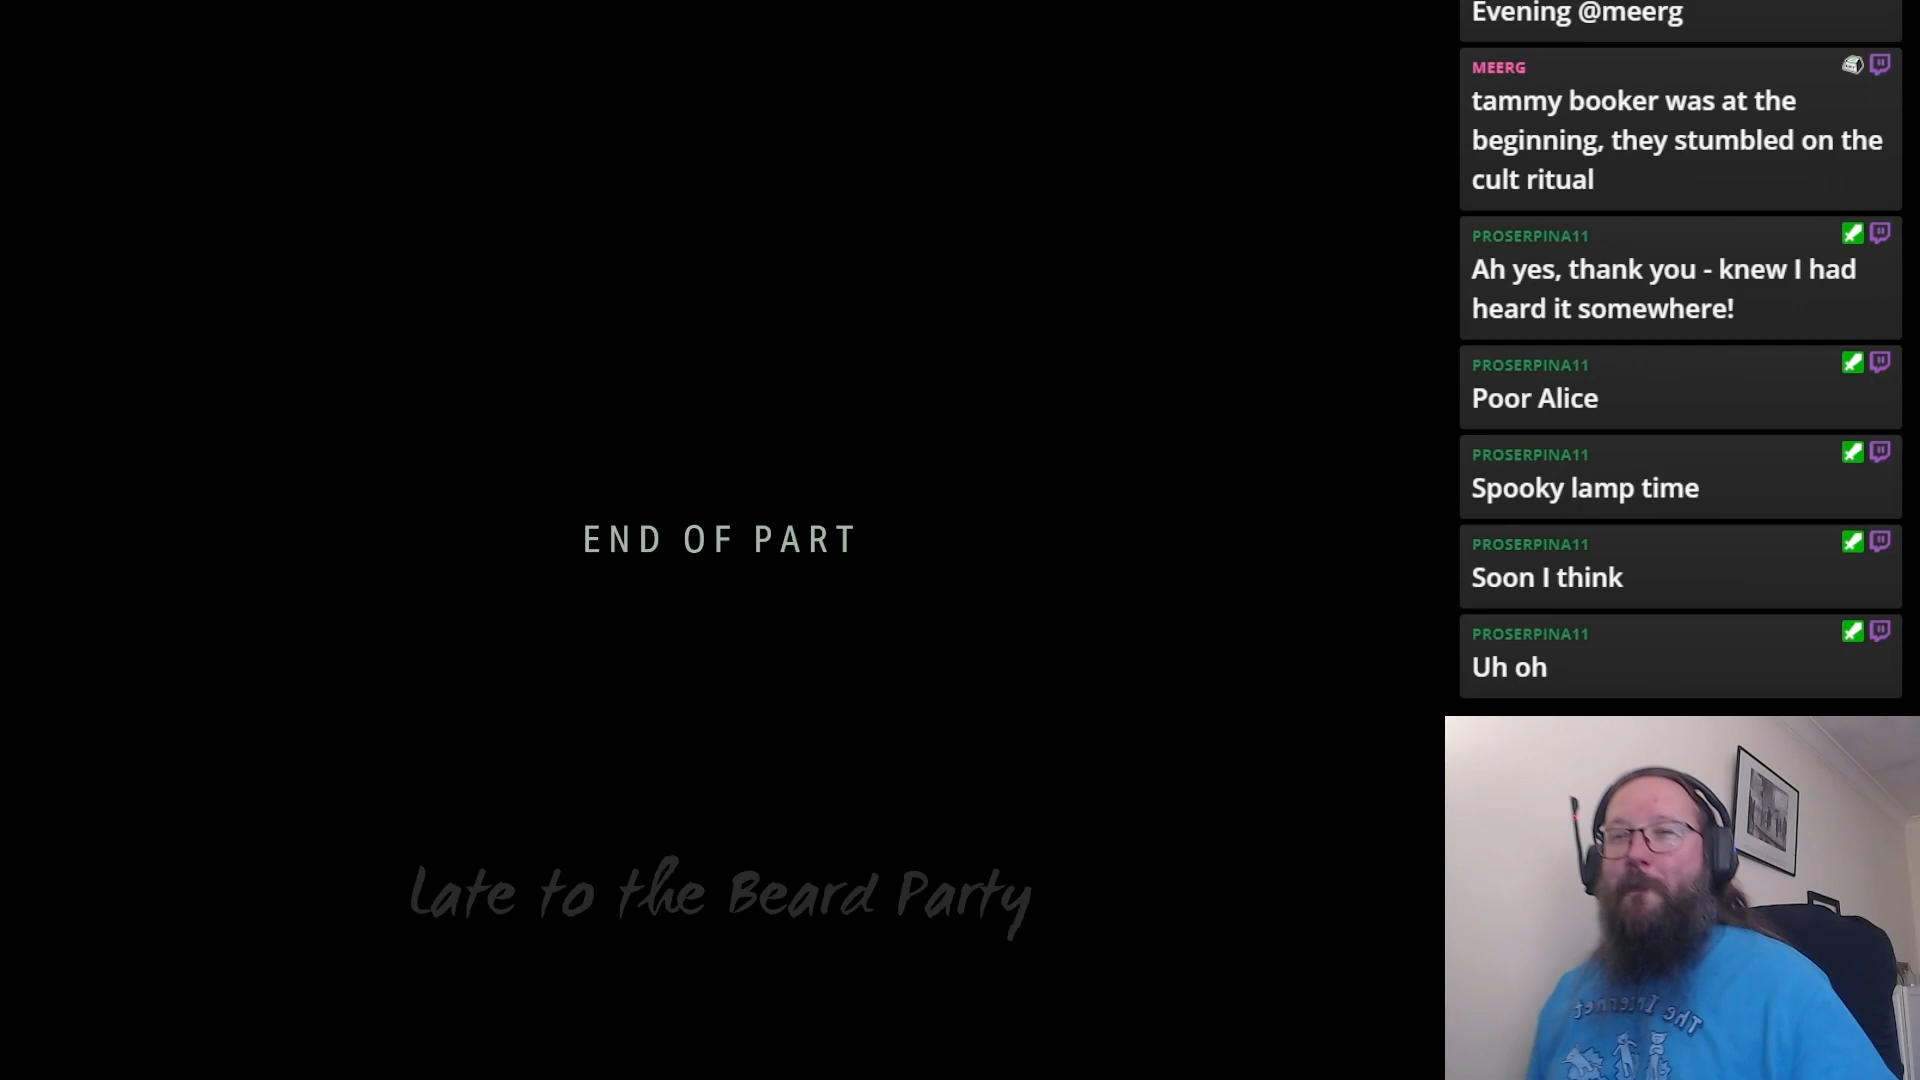 Evening @meerg
MEERG
tammy booker was at the
beginning, they stumbled on the
cult ritual
PROSERPINA11
Ah yes, thank you - knew I had
heard it somewhere!
PROSERPINA11
Poor Alice
PROSERPINA11
Spooky lamp time
PROSERPINA11
Soon I think
PROSERPINA11
Uh oh
END OF PART
Late to the Beard Party
The Internet